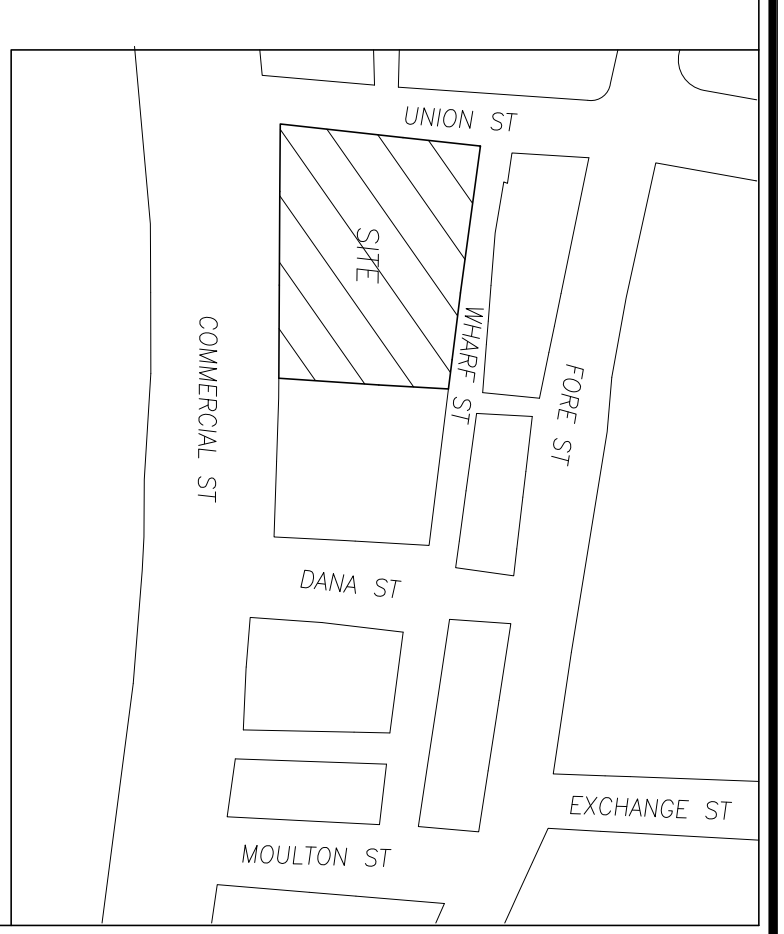 UNION ST
SITE
WHARF ST
COMMERCIAL ST
FORE ST
DANA ST
EXCHANGE ST
MOULTON ST